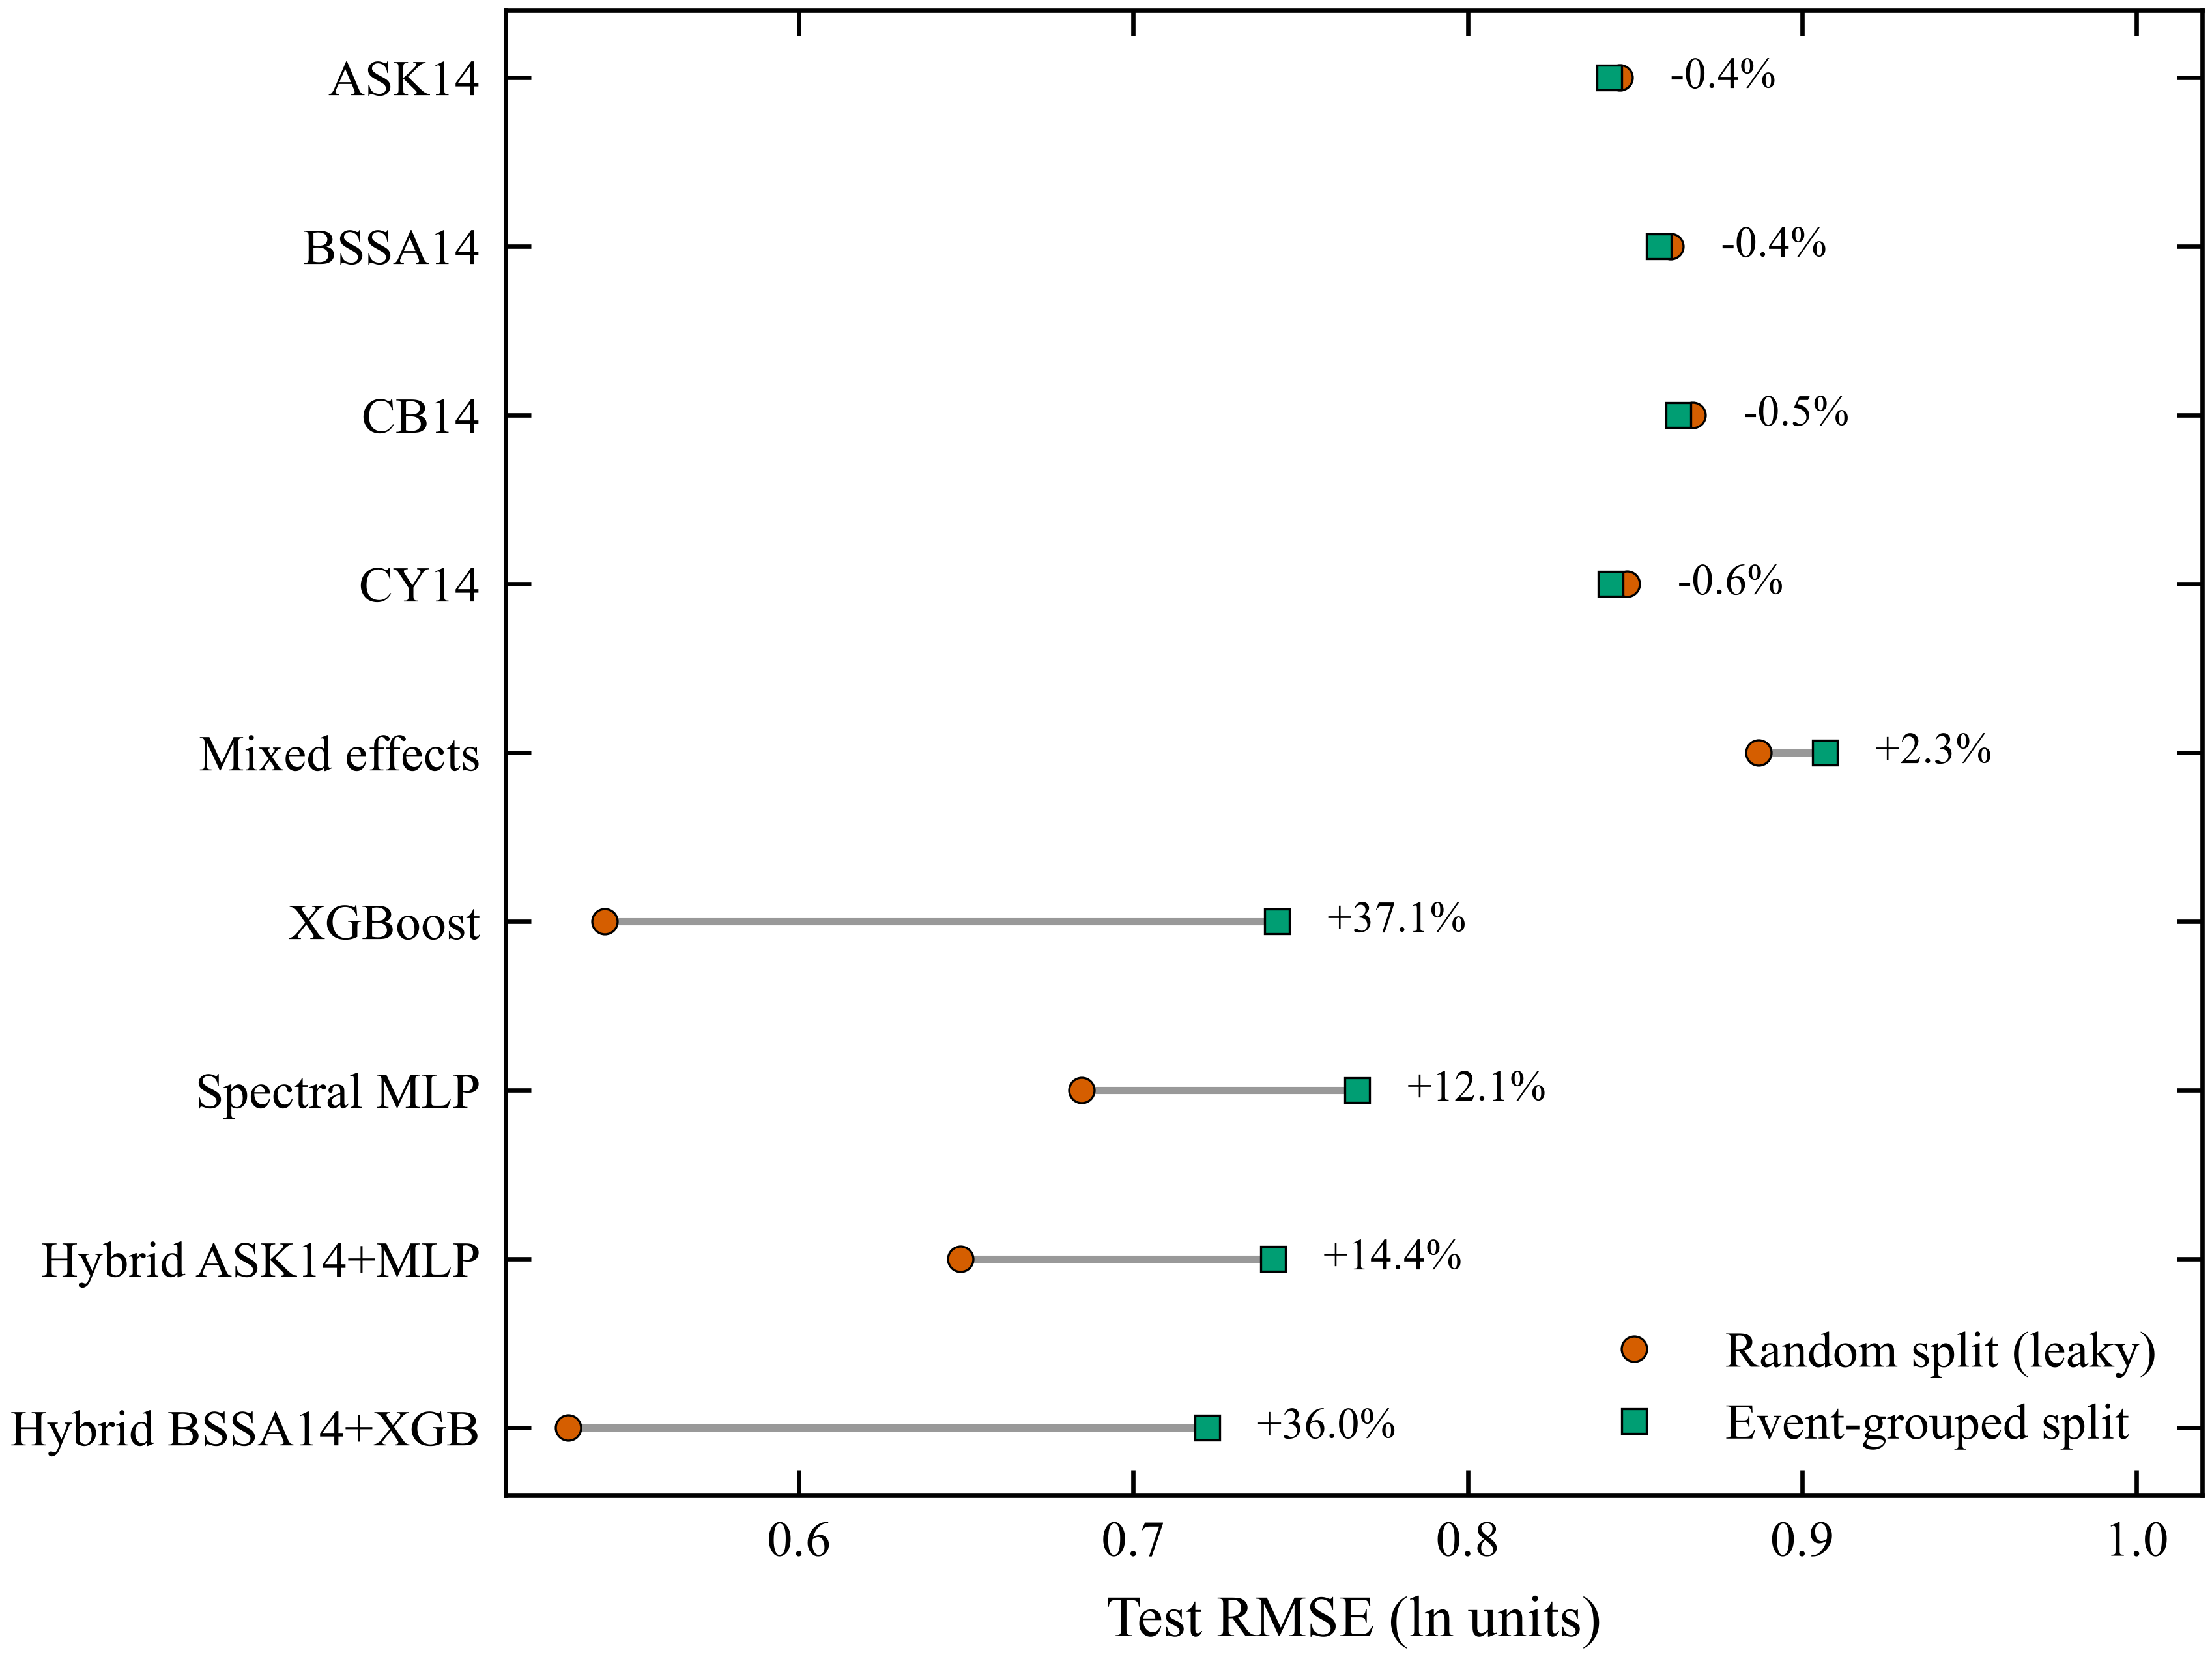 ASK14 -0.4%
BSSA14 -0.4%
CB14 -0.5%
CY14 -0.6%
Mixed effects +2.3%
XGBoost +37.1%
Spectral MLP +12.1%
Hybrid ASK14+MLP +14.4%
Random split (leaky)
Hybrid BSSA14+XGB +36.0% Event-grouped split
0.6 0.7 0.8 0.9 1.0
Test RMSE (ln units)